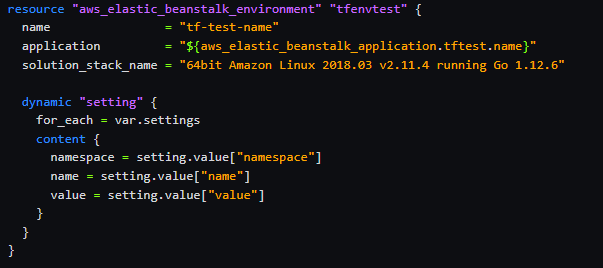 resource "aws_elastic_beanstalk_environment" "tfenvtest" {
  name                = "tf-test-name"
  application         = "${aws_elastic_beanstalk_application.tftest.name}"
  solution_stack_name = "64bit Amazon Linux 2018.03 v2.11.4 running Go 1.12.6"

  dynamic "setting" {
    for_each = var.settings
    content {
      namespace = setting.value["namespace"]
      name = setting.value["name"]
      value = setting.value["value"]
    }
  }
}